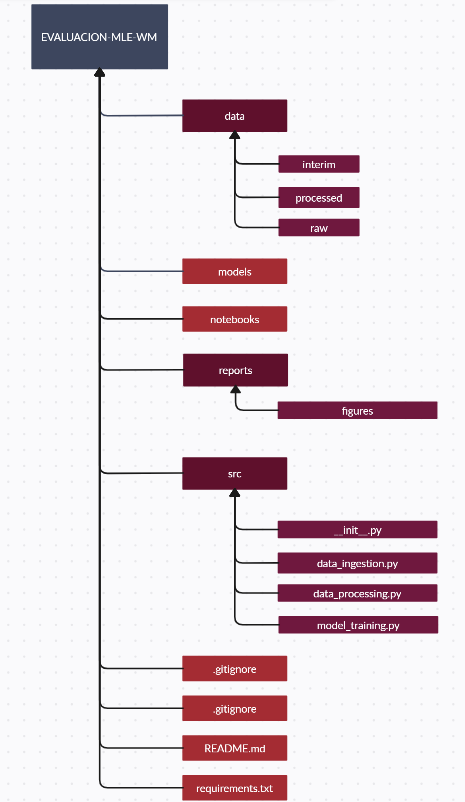 EVALUACION-MLE-WM
data
interim
processed
raw
models
notebooks
reports
figures
src
__init__.py
data_ingestion.py
data_processing.py
model_training.py
.gitignore
.gitignore
README.md
requirements.txt